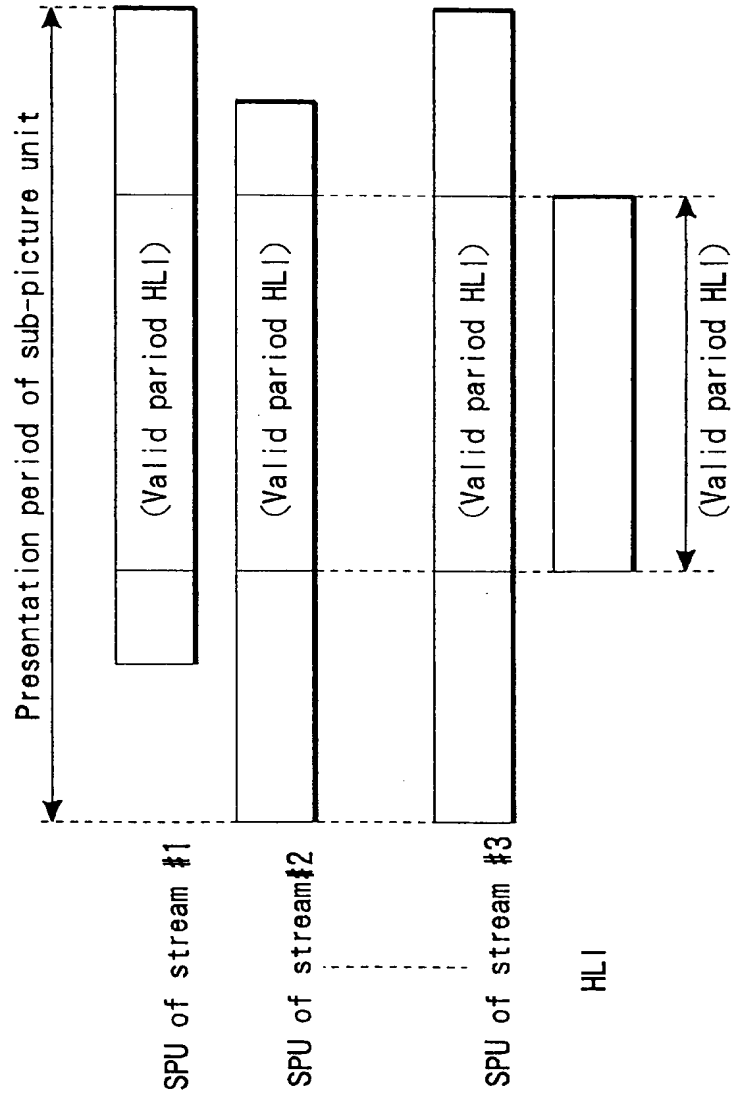 Presentation period of sub-picture unit
SPU of stream #1
(Valid pariod HLI)
SPU of stream#2
(Valid pariod HLI)
SPU of stream #3
(Valid pariod HLI)
HLI
(Valid pariod HLI)